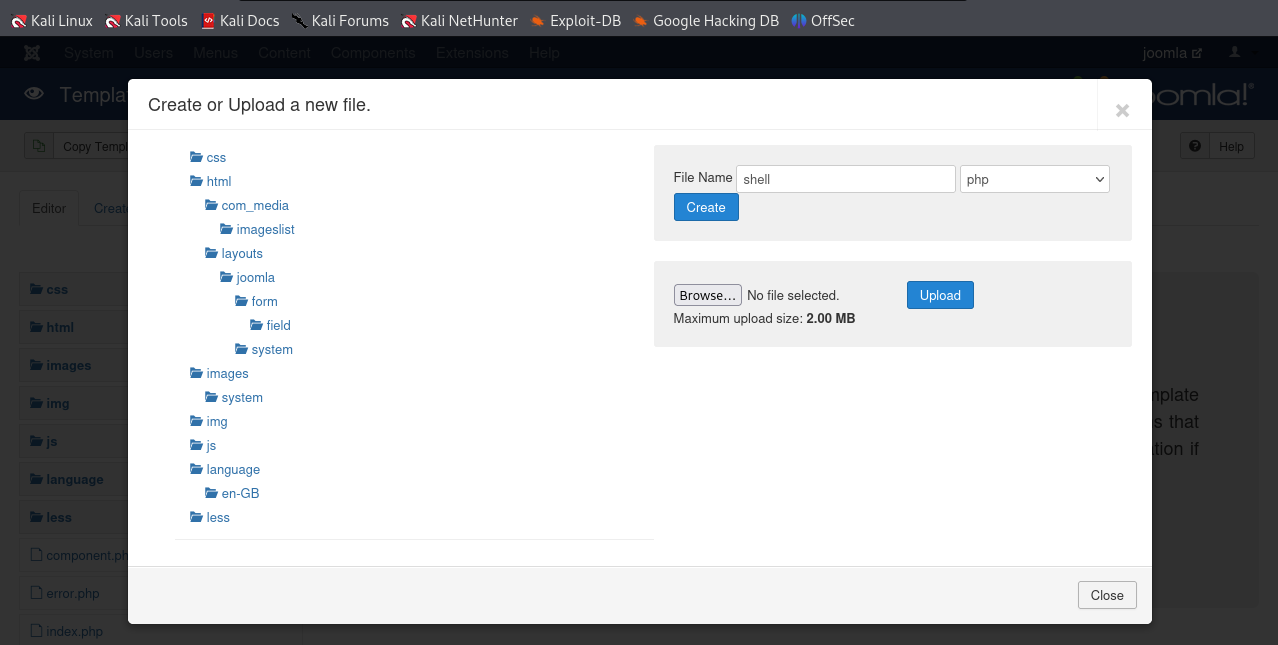 Kali Linux Kali Tools Kali Docs Kali Forums Kali NetHunter Exploit-DB Google Hacking DB OffSec
System Users Menus Content Components Extensions Help joomla
Templa oomla!®
Copy Templ Help
Create or Upload a new file.
Editor Create
css
html
com_media
imageslist
layouts
joomla
form
field
system
images
system
img
js
language
en-GB
less
File Name shell php
Create
Browse... No file selected. Upload
Maximum upload size: 2.00 MB
css
html
images
img
js
language
less
component.ph
error.php
index.php
mplate
s that
ation if
Close